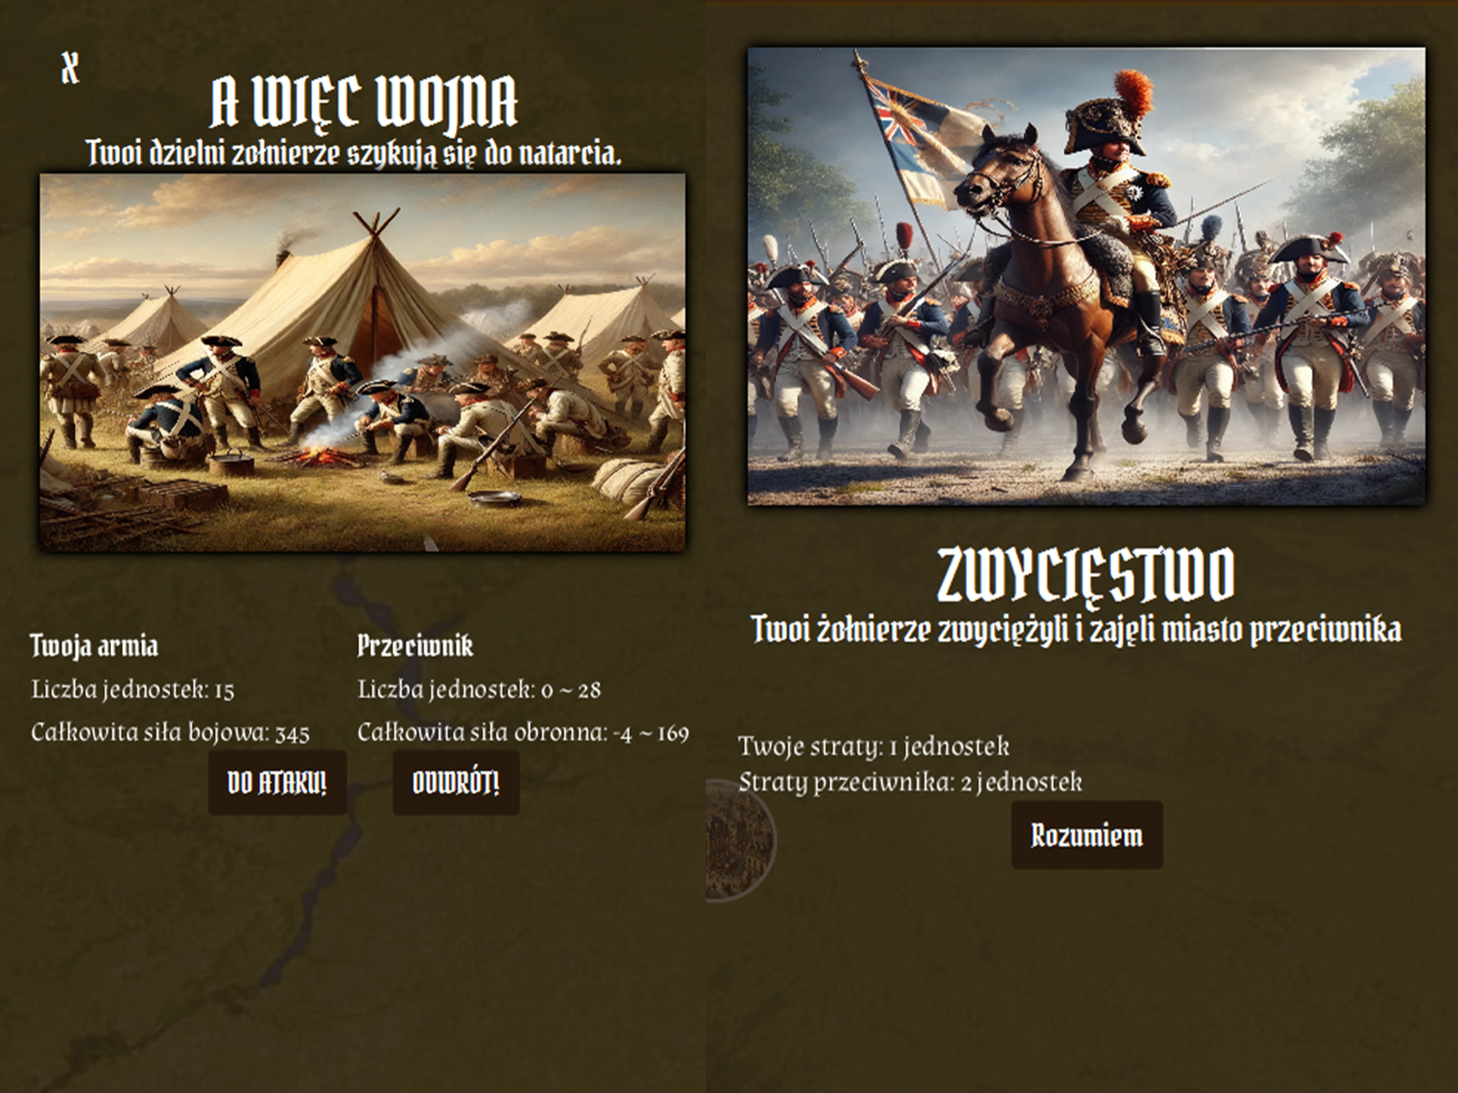 X
A WIĘC WOJNA
Twoi dzielni zołnierze szykują się do natarcia.
Twoja armia
Liczba jednostek: 15
Całkowita siła bojowa: 345
Przeciwnik
Liczba jednostek: 0 ~ 28
Całkowita siła obronna: -4 ~ 169
DO ATAKU!
ODWRÓT!
ZWYCIĘSTWO
Twoi żołnierze zwyciężyli i zajęli miasto przeciwnika
Twoje straty: 1 jednostek
Straty przeciwnika: 2 jednostek
Rozumiem